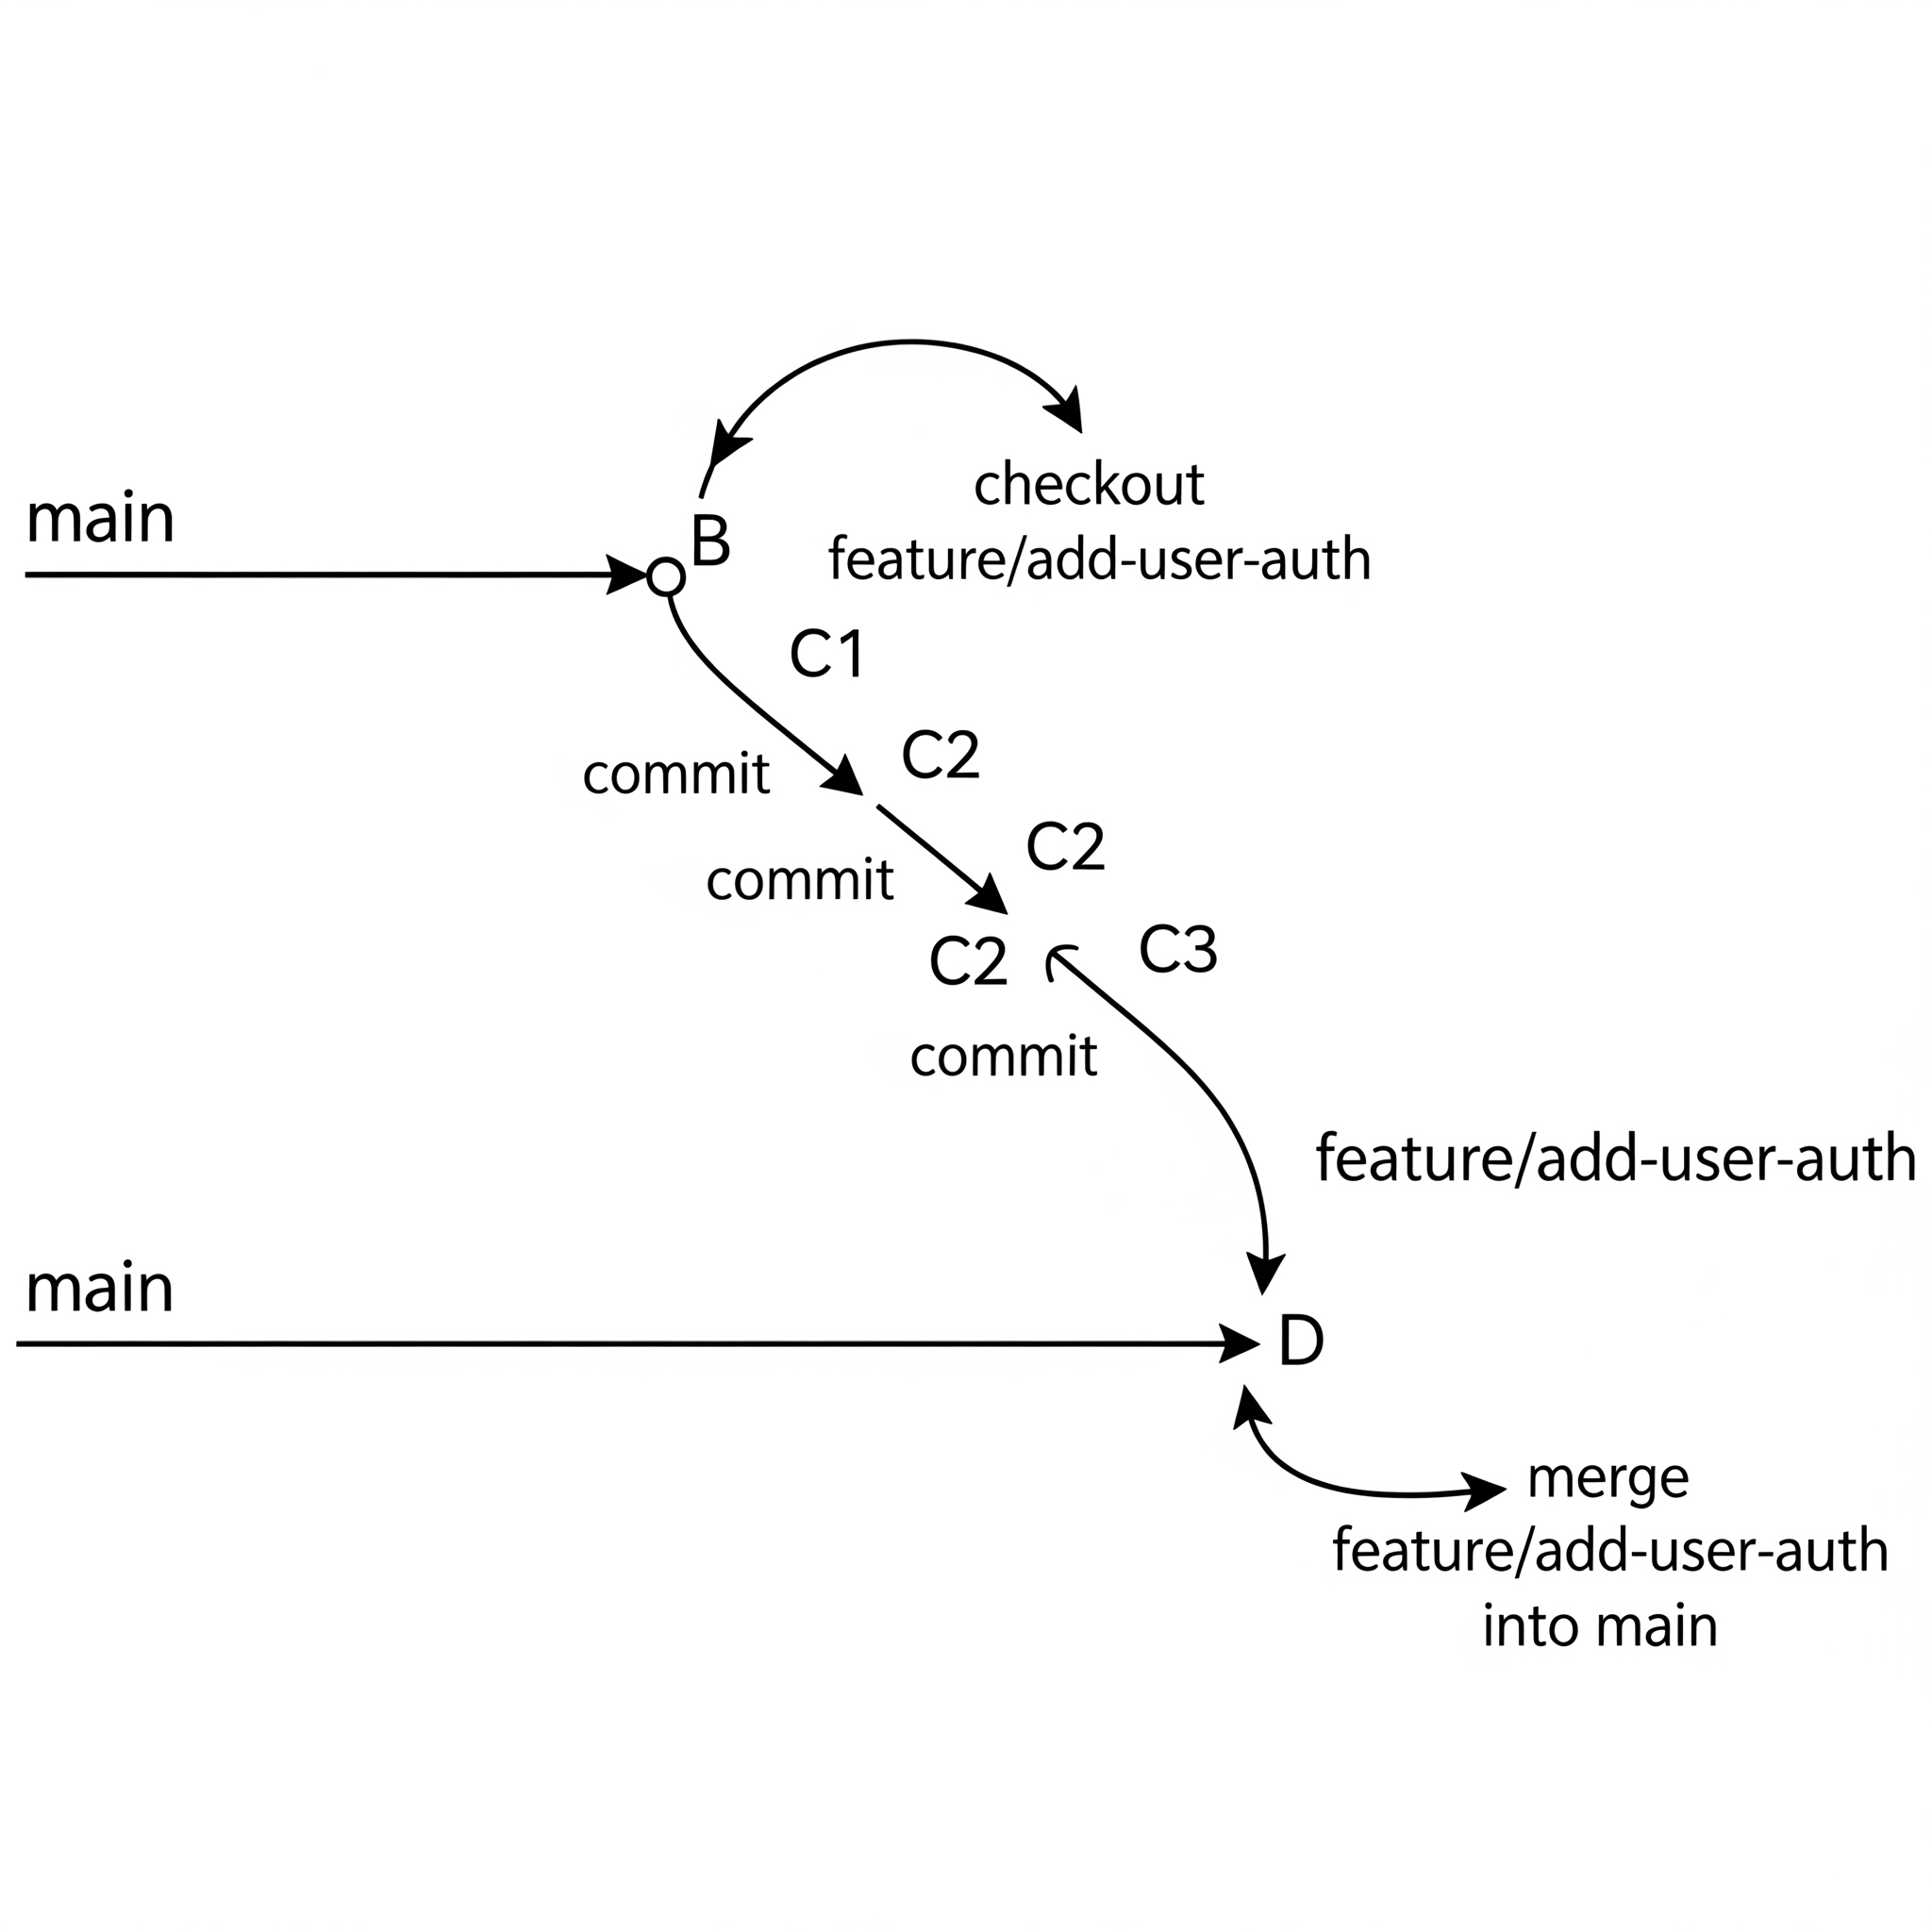 checkout
main
B
feature/add-user-auth
C1
C2
commit
C2
commit
C3
C2
commit
feature/add-user-auth
main
D
merge
feature/add-user-auth
into main